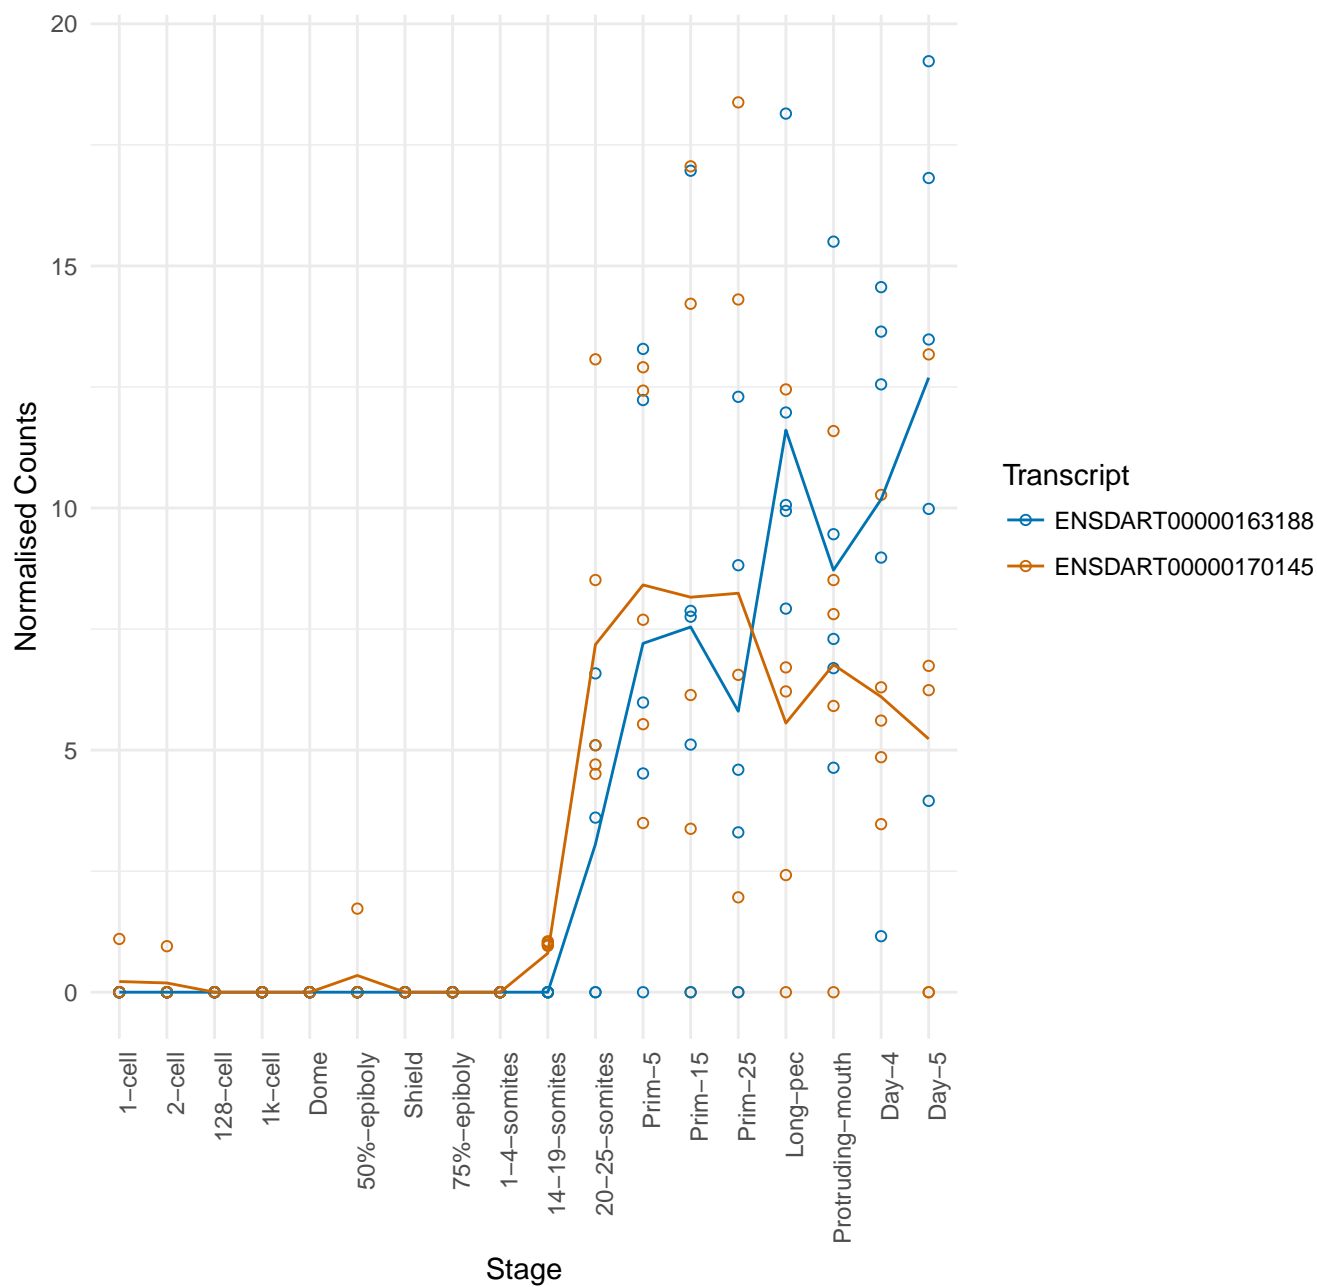 20
15
10
5
0
Normalised Counts
1−cell
2−cell
128−cell
1k−cell
Dome
50%−epiboly
Shield
75%−epiboly
1−4−somites
14−19−somites
20−25−somites
Prim−5
Prim−15
Prim−25
Long−pec
Protruding−mouth
Day−4
Day−5
Stage
Transcript
ENSDART00000163188
ENSDART00000170145